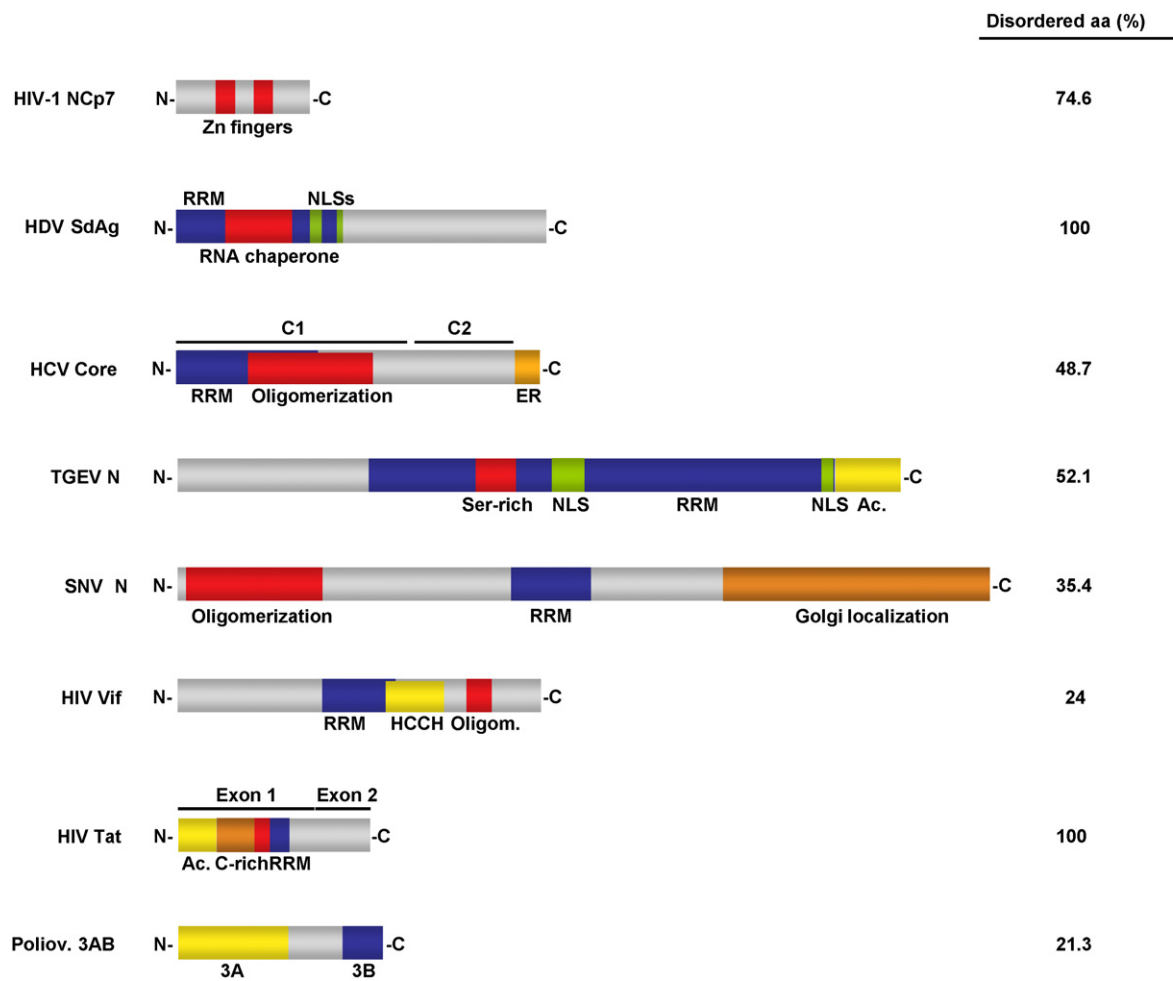 Disordered aa (%)
HIV-1 NCp7 N- -C 74.6
Zn fingers
RRM NLSs
HDV SdAg N- -C 100
RNA chaperone
C1 C2
HCV Core N- -C 48.7
RRM Oligomerization ER
TGEV N N- -C 52.1
Ser-rich NLS RRM NLS Ac.
SNV N N- -C 35.4
Oligomerization RRM Golgi localization
HIV Vif N- -C 24
RRM HCCH Oligom.
Exon 1 Exon 2
HIV Tat N- -C 100
Ac. C-richRRM
Poliov. 3AB N- -C 21.3
3A 3B